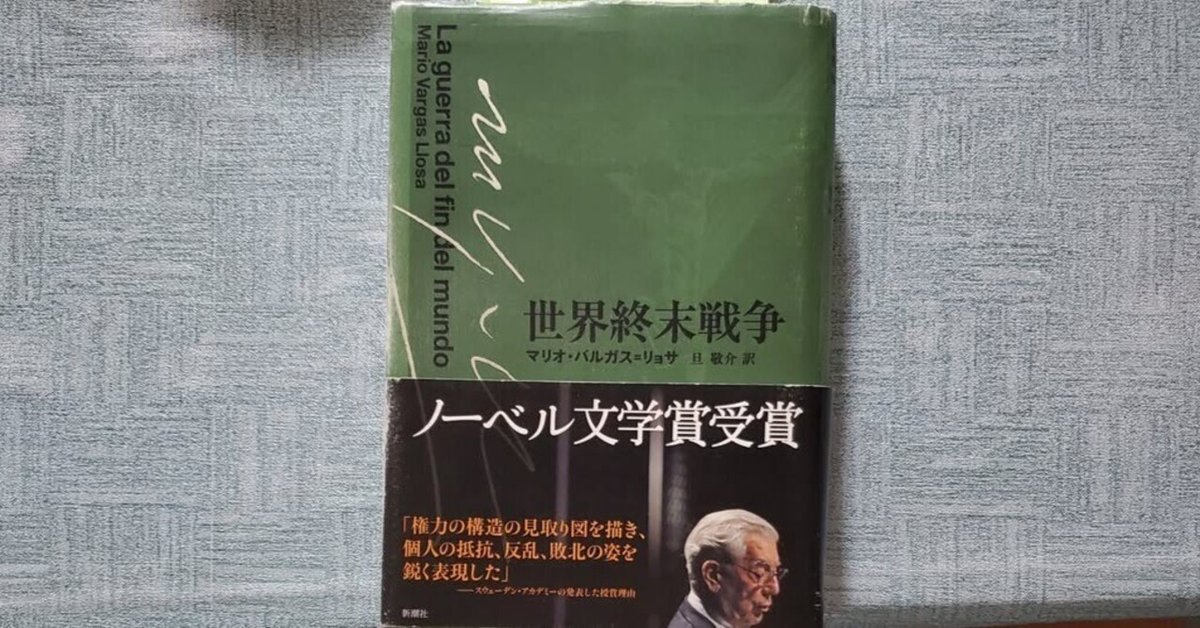 La guerra del fin del mundo
Mario Vargas Llosa
世界終末戦争
マリオ・バルガス=リョサ 旦 敬介 訳
ノーベル文学賞受賞
「権力の構造の見取り図を描き、
個人の抵抗、反乱、敗北の姿を
鋭く表現した」
──スウェーデン・アカデミーの発表した授賞理由
新潮社